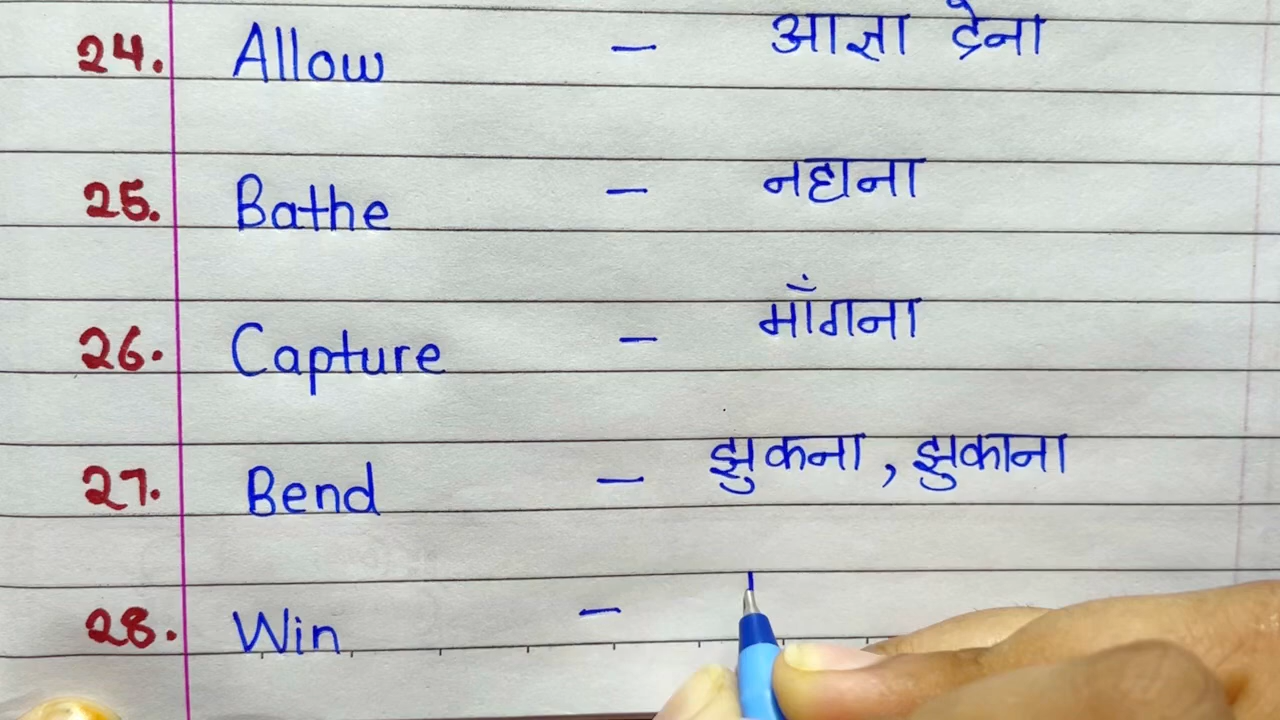 24. Allow - आज्ञा देना
25. Bathe - नहाना
26. Capture - माँगना
27. Bend - झुकना, झुकाना
28. Win -